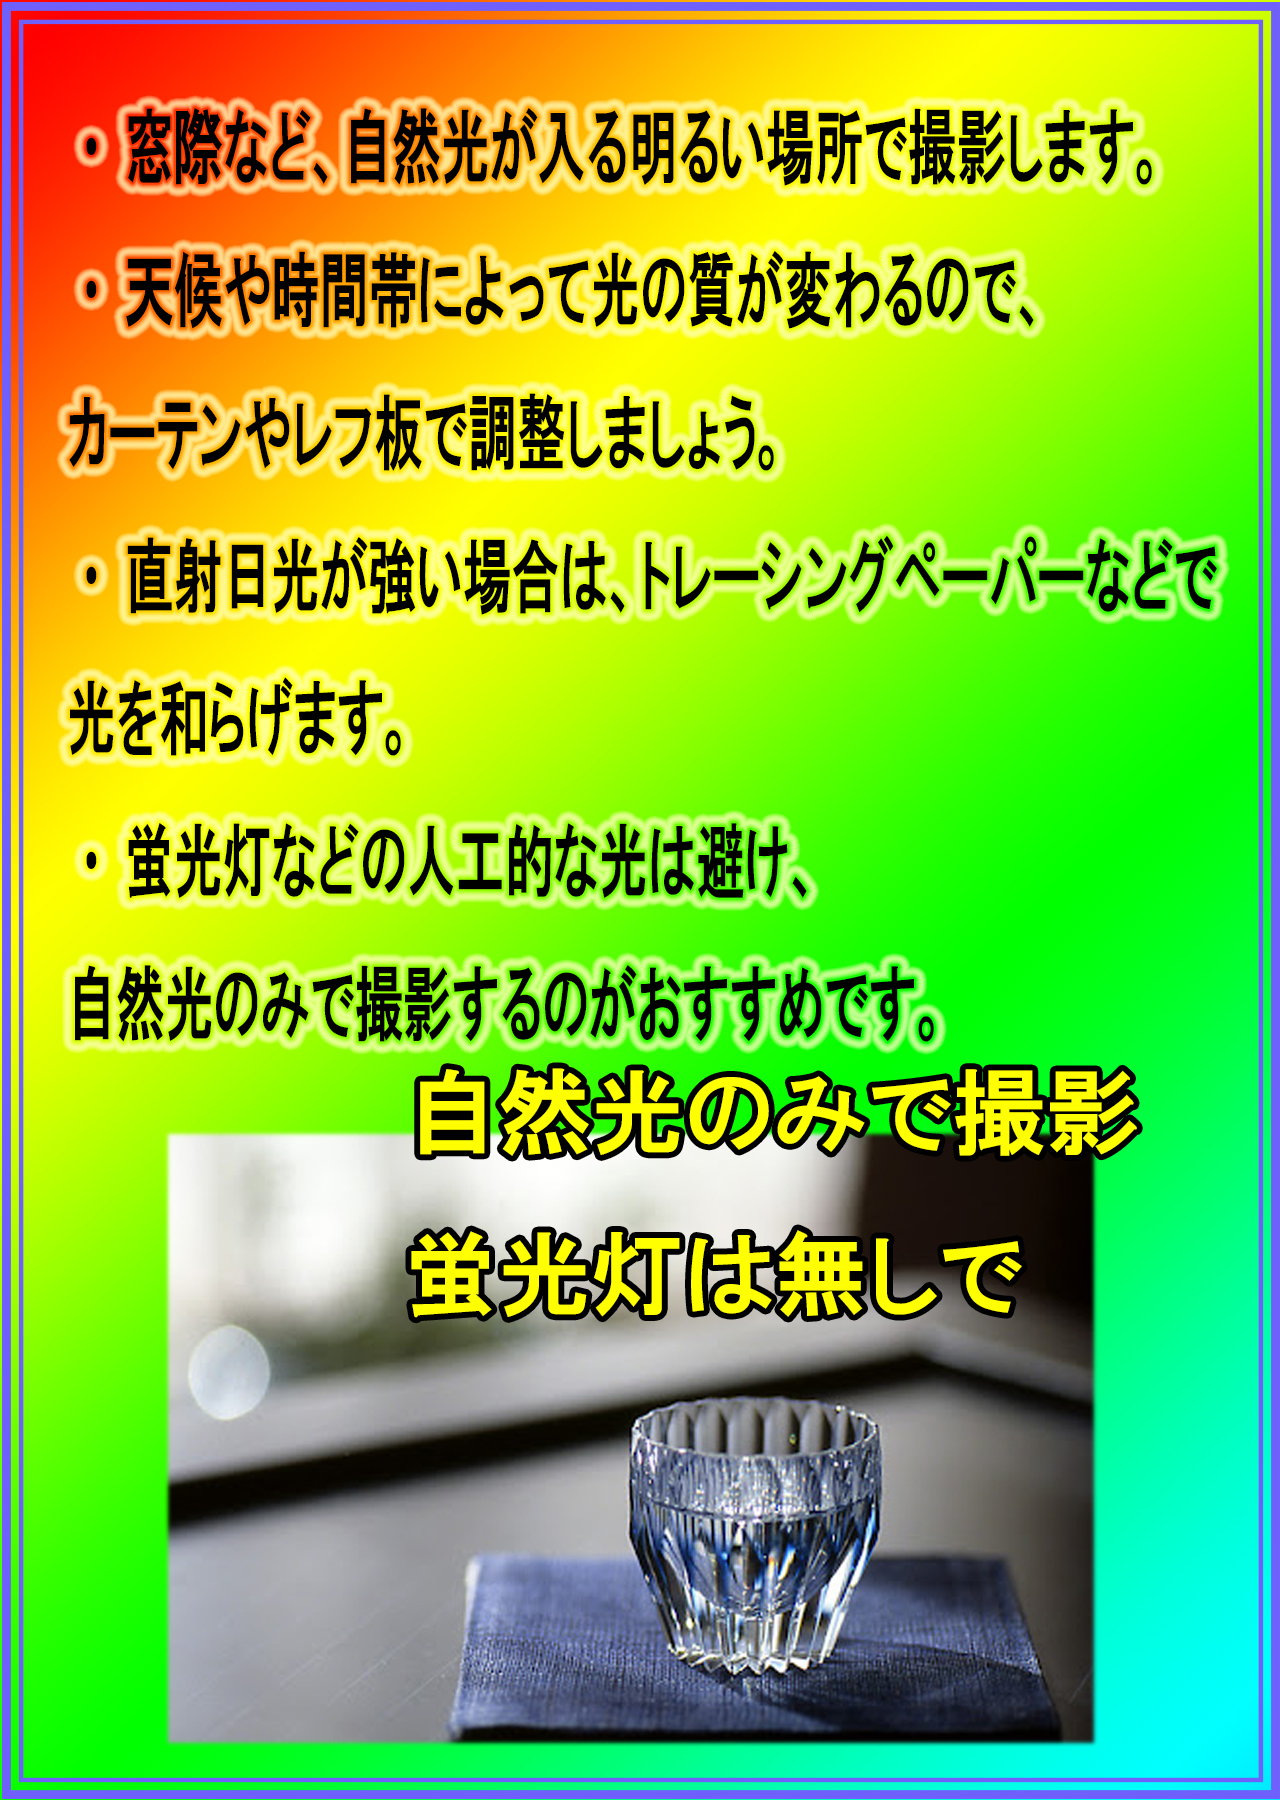 ・ 窓際など、自然光が入る明るい場所で撮影します。
・ 天候や時間帯によって光の質が変わるので、
カーテンやレフ板で調整しましょう。
・ 直射日光が強い場合は、トレーシングペーパーなどで
光を和らげます。
・ 蛍光灯などの人工的な光は避け、
自然光のみで撮影するのがおすすめです。
自然光のみで撮影
蛍光灯は無しで